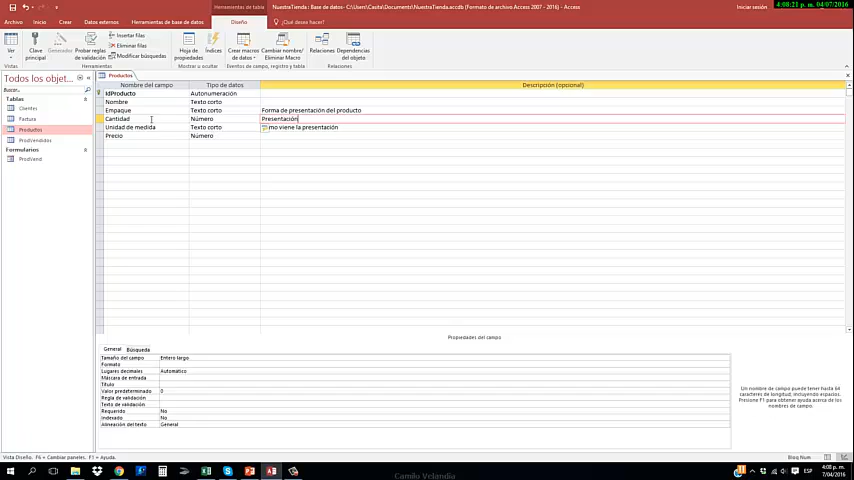 4:08:21 p. m. 04/07/2016
Herramientas de tabla
NuestraTienda : Base de datos- C:\Users\Casita\Documents\NuestraTienda.accdb (Formato de archivo Access 2007 - 2016) - Access
Iniciar sesión
Archivo Inicio Crear Datos externos Herramientas de base de datos Diseño ¿Qué desea hacer?
Ver
Clave principal
Generador
Probar reglas de validación
Insertar filas
Eliminar filas
Modificar búsquedas
Hoja de propiedades
Índices
Crear macros de datos
Cambiar nombre/ Eliminar Macro
Relaciones
Dependencias del objeto
Vistas
Herramientas
Mostrar u ocultar
Eventos de campo, registro y tabla
Relaciones
Todos los objet...
Buscar...
Tablas
Clientes
Factura
Productos
ProdVendidos
Formularios
ProdVend
Productos
Nombre del campo Tipo de datos Descripción (opcional)
IdProducto Autonumeración
Nombre Texto corto
Empaque Texto corto Forma de presentación del producto
Cantidad Número Presentación
Unidad de medida Texto corto mo viene la presentación
Precio Número
Propiedades del campo
General Búsqueda
Tamaño del campo Entero largo
Formato
Lugares decimales Automático
Máscara de entrada
Título
Valor predeterminado 0
Regla de validación
Texto de validación
Requerido No
Indexado No
Alineación del texto General
Un nombre de campo puede tener hasta 64
caracteres de longitud, incluyendo espacios.
Presione F1 para obtener ayuda acerca de los
nombres de campo.
Vista Diseño. F6 = Cambiar paneles. F1 = Ayuda.
Bloq Num
ESP
4:08 p. m.
7/04/2016
Camilu Velandia